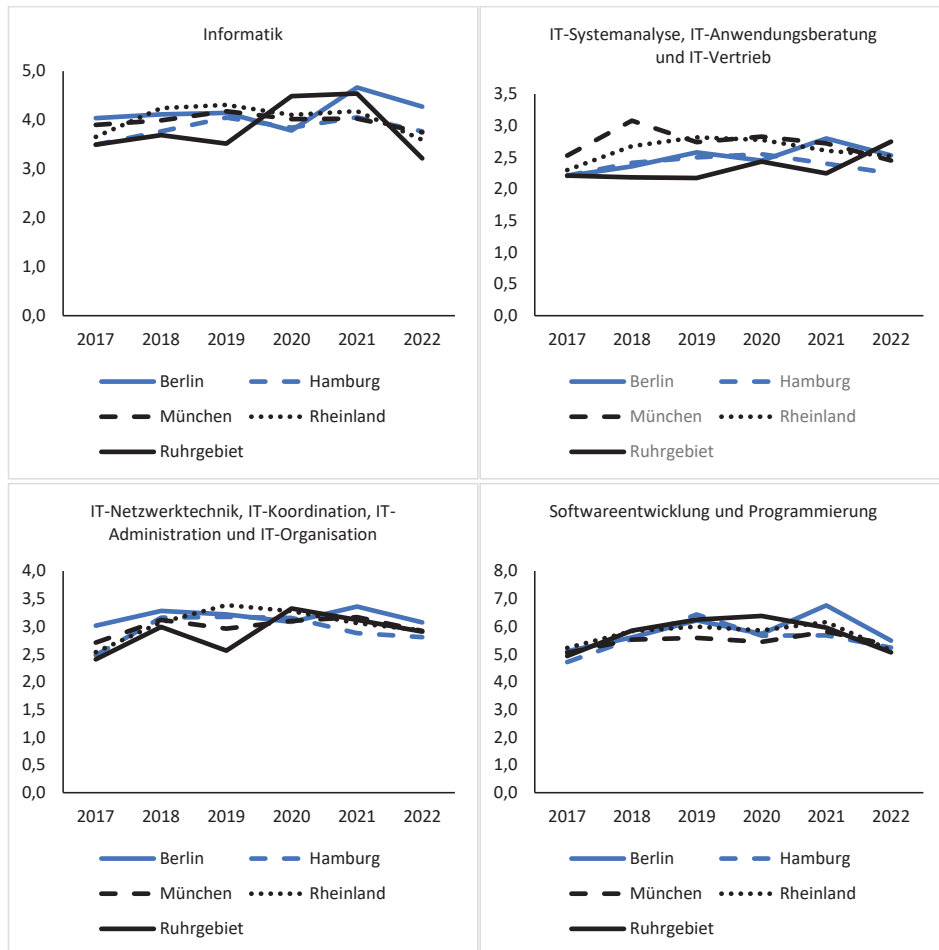 Informatik
5,0
4,0
3,0
2,0
1,0
0,0
2017 2018 2019 2020 2021 2022
Berlin Hamburg
München Rheinland
Ruhrgebiet
IT-Systemanalyse, IT-Anwendungsberatung
und IT-Vertrieb
3,5
3,0
2,5
2,0
1,5
1,0
0,5
0,0
2017 2018 2019 2020 2021 2022
Berlin Hamburg
München Rheinland
Ruhrgebiet
IT-Netzwerktechnik, IT-Koordination, IT-
Administration und IT-Organisation
4,0
3,5
3,0
2,5
2,0
1,5
1,0
0,5
0,0
2017 2018 2019 2020 2021 2022
Berlin Hamburg
München Rheinland
Ruhrgebiet
Softwareentwicklung und Programmierung
8,0
7,0
6,0
5,0
4,0
3,0
2,0
1,0
0,0
2017 2018 2019 2020 2021 2022
Berlin Hamburg
München Rheinland
Ruhrgebiet